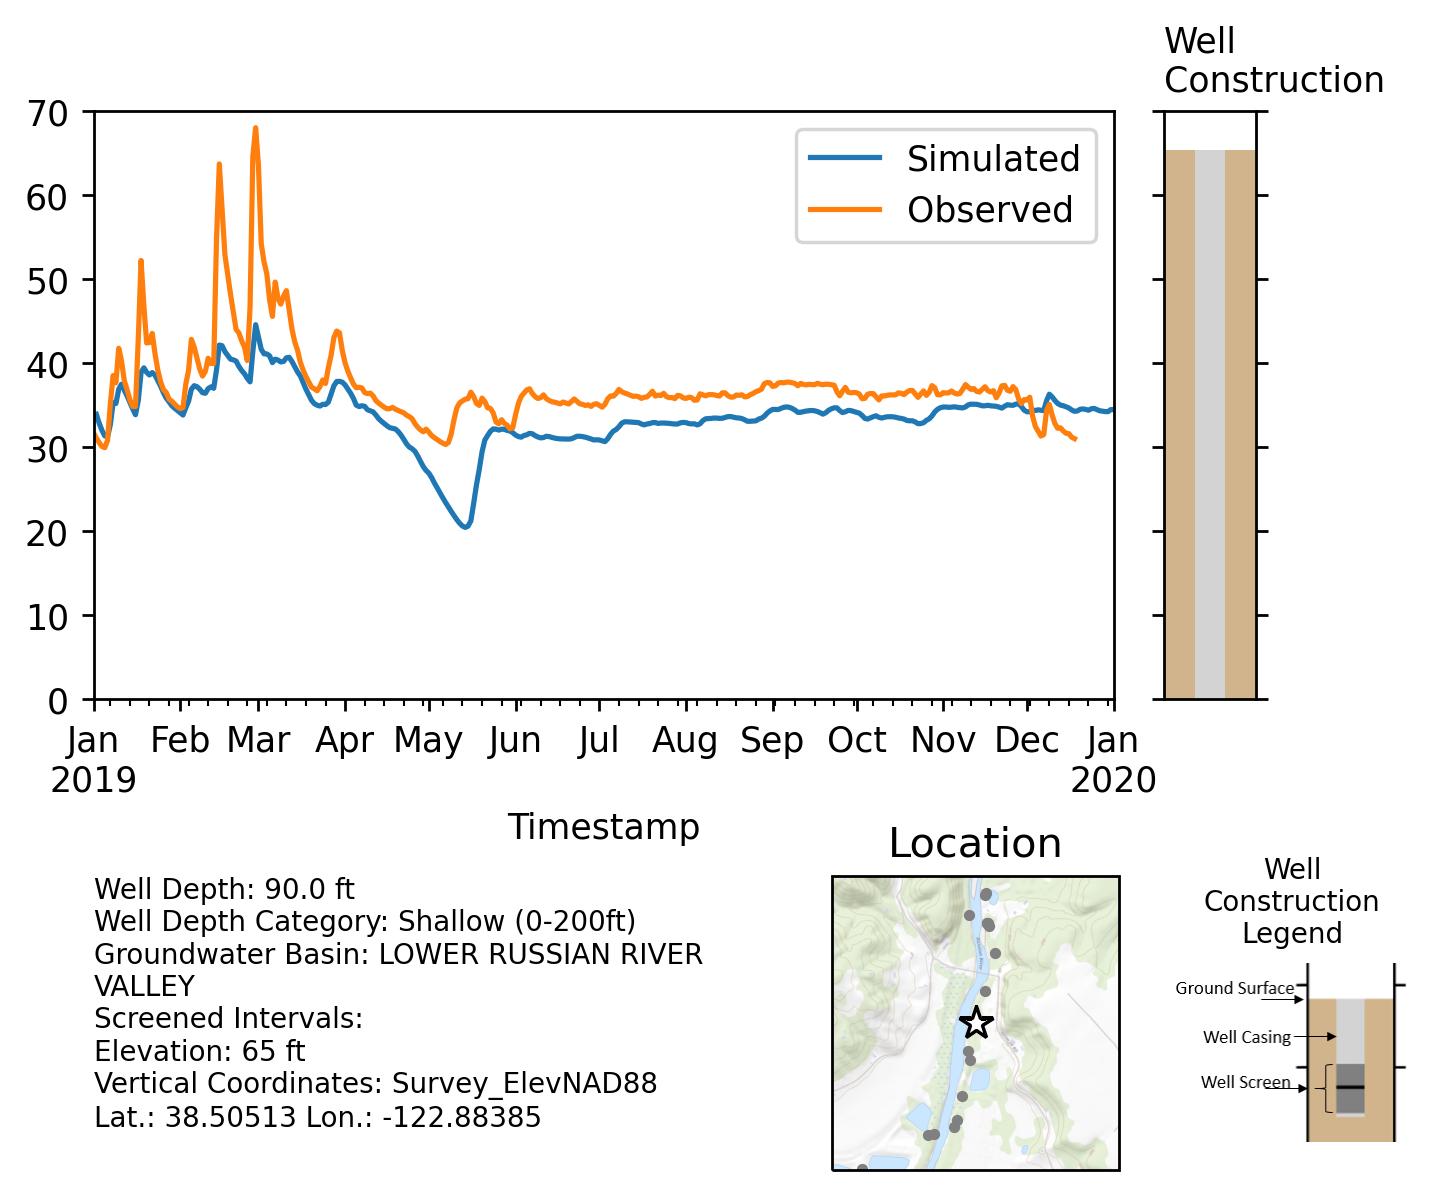 Well
Construction
70
60
50
40
30
20
10
0
Simulated
Observed
Jan Feb Mar Apr May Jun Jul Aug Sep Oct Nov Dec Jan
2019 2020
Timestamp
Well Depth: 90.0 ft
Well Depth Category: Shallow (0-200ft)
Groundwater Basin: LOWER RUSSIAN RIVER
VALLEY
Screened Intervals:
Elevation: 65 ft
Vertical Coordinates: Survey_ElevNAD88
Lat.: 38.50513 Lon.: -122.88385
Location
Well
Construction
Legend
Ground Surface
Well Casing
Well Screen